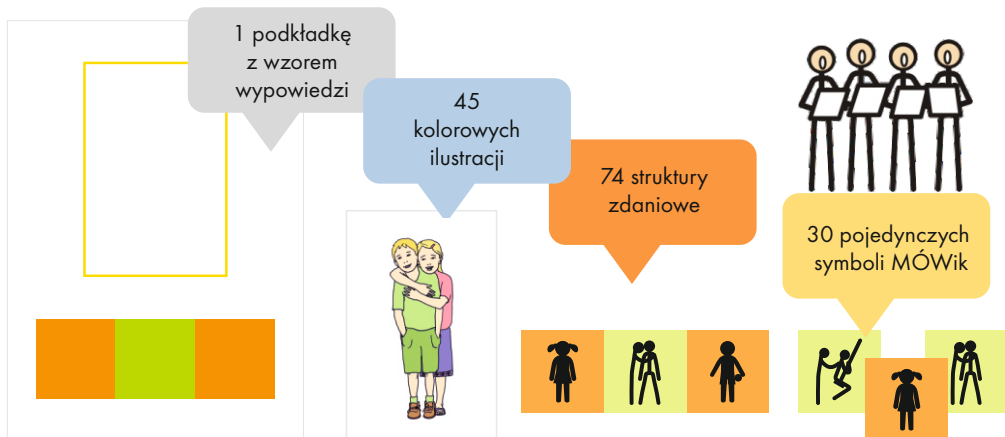 1 podkładkę
z wzorem
wypowiedzi
45
kolorowych
ilustracji
74 struktury
zdaniowe
30 pojedynczych
symboli MÓWik